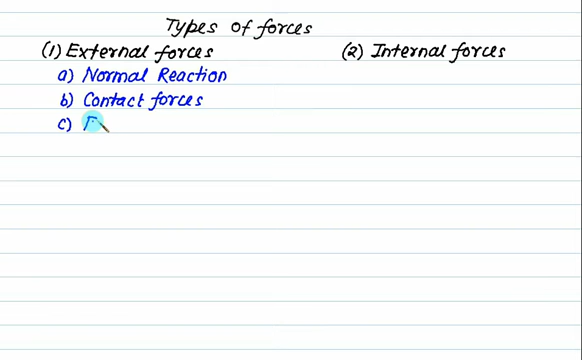 Types of forces
(1) External forces (2) Internal forces
a) Normal Reaction
b) Contact forces
c) F